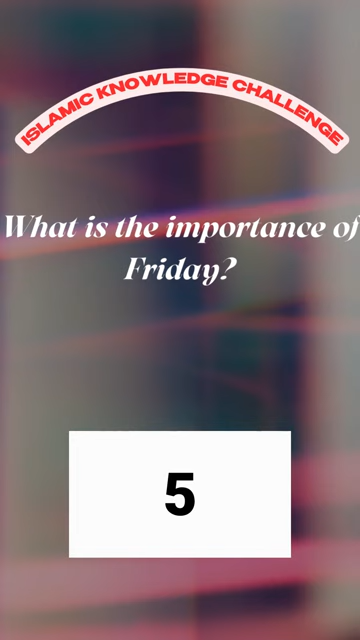 ISLAMIC KNOWLEDGE CHALLENGE
What is the importance of
Friday?
5